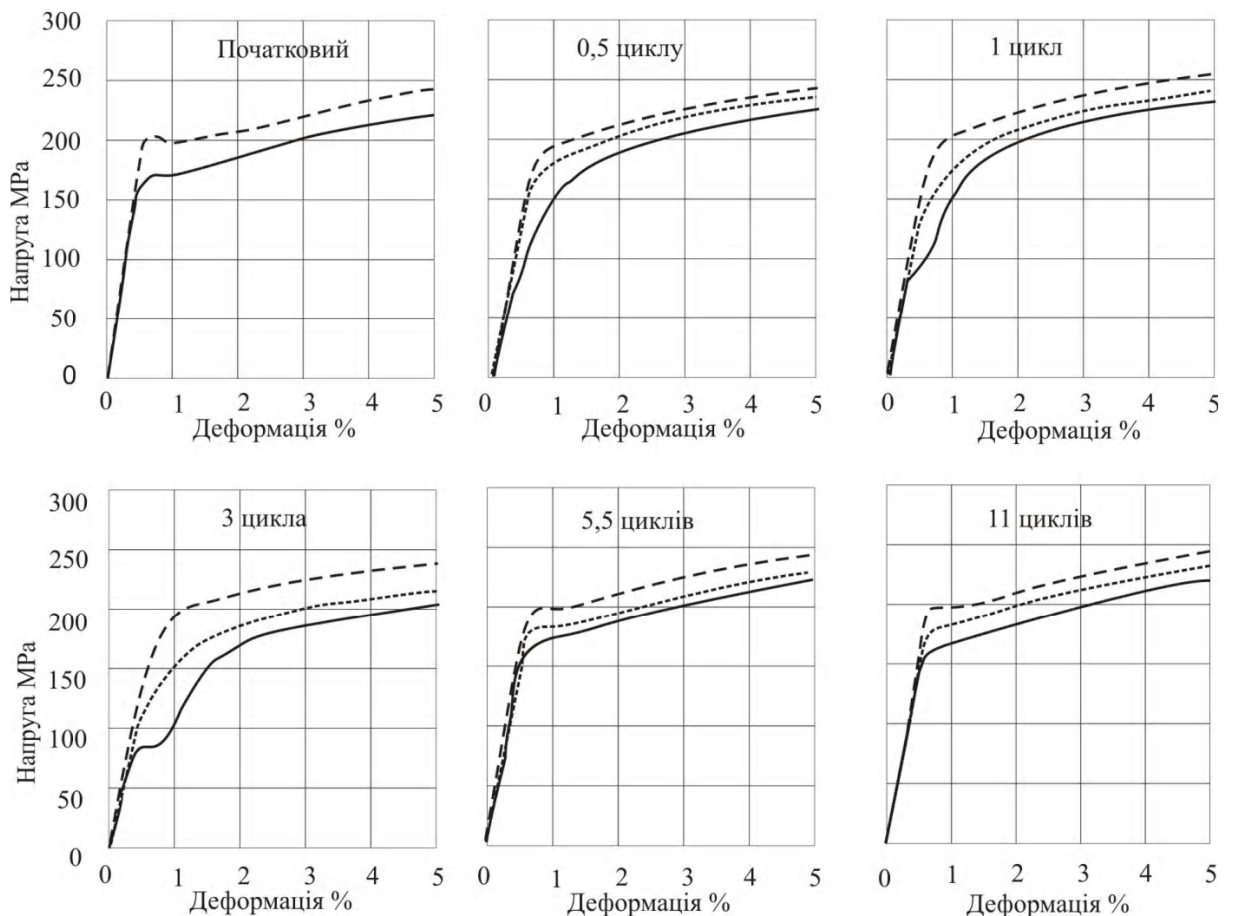 Початковий
0,5 циклу
1 цикл
Напруга MPa
300
250
200
150
100
50
0
0 1 2 3 4 5
Деформація %
0 1 2 3 4 5
Деформація %
0 1 2 3 4 5
Деформація %
3 цикла
5,5 циклів
11 циклів
Напруга MPa
300
250
200
150
100
50
0
0 1 2 3 4 5
Деформація %
0 1 2 3 4 5
Деформація %
0 1 2 3 4 5
Деформація %